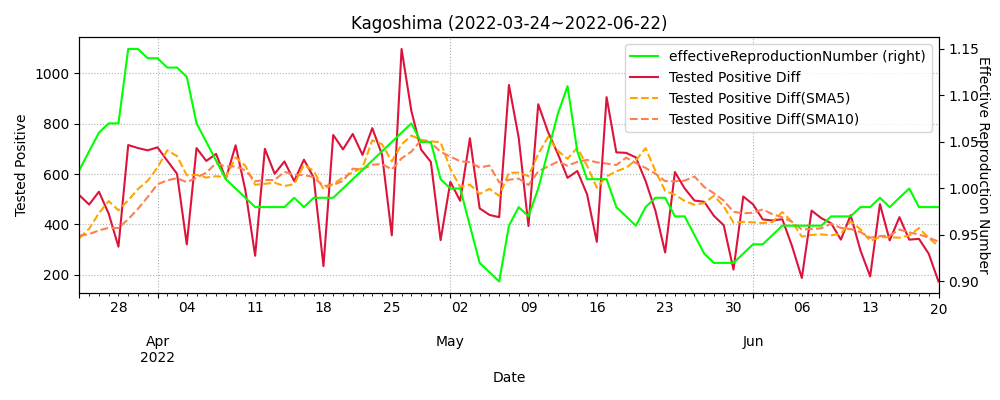 Kagoshima (2022-03-24~2022-06-22)
effectiveReproductionNumber (right)
Tested Positive Diff
Tested Positive Diff(SMA5)
Tested Positive Diff(SMA10)
Tested Positive
1000
800
600
400
200
1.15
1.10
1.05
1.00
0.95
0.90
Effective Reproduction Number
28 04 11 18 25 02 09 16 23 30 06 13 20
Apr May Jun
2022
Date